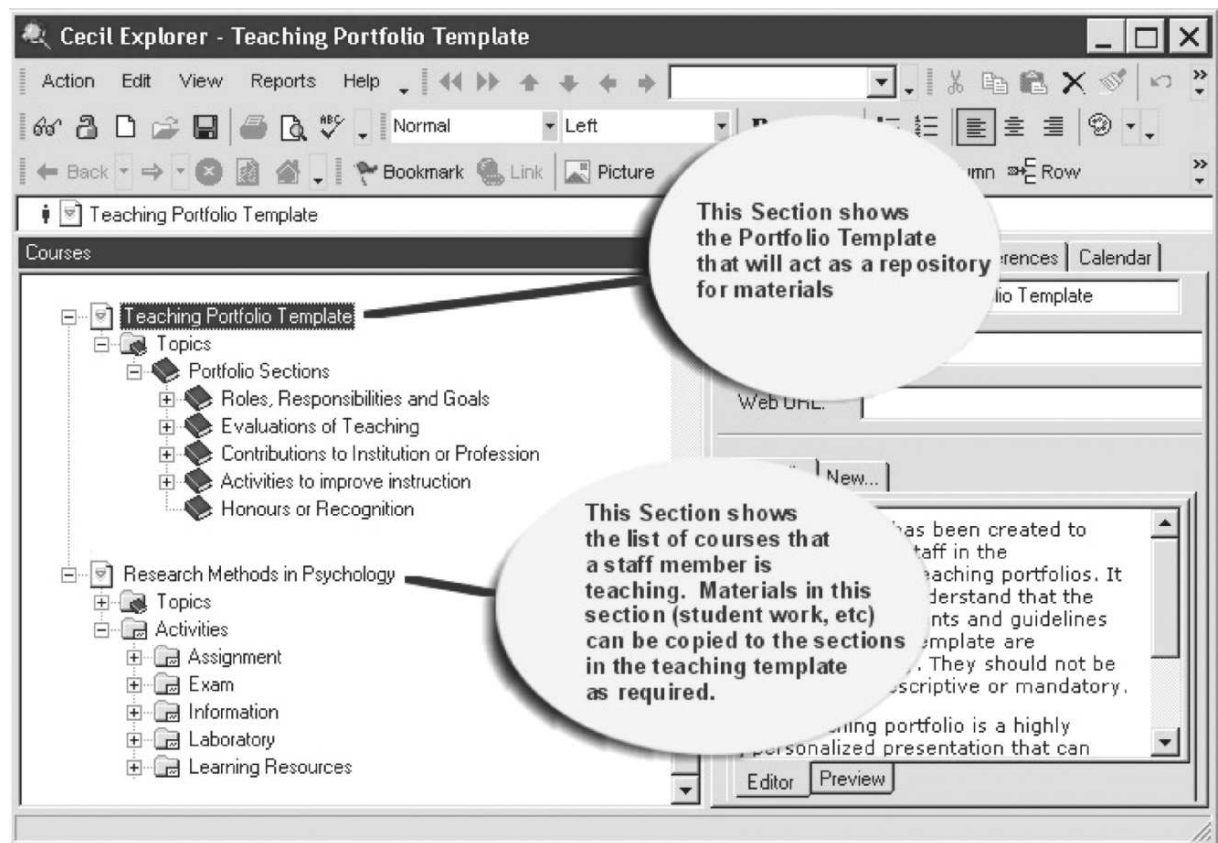 Cecil Explorer - Teaching Portfolio Template
Action Edit View Reports Help
ABC Normal Left
Back Bookmark Link Picture Row
Teaching Portfolio Template
Courses
Calendar
Teaching Portfolio Template
Topics
Portfolio Sections
Roles, Responsibilities and Goals
Evaluations of Teaching
Contributions to Institution or Profession
Activities to improve instruction
Honours or Recognition
Research Methods in Psychology
Topics
Activities
Assignment
Exam
Information
Laboratory
Learning Resources
This Section shows
the Portfolio Template
that will act as a repository
for materials
Template
Web URL:
New...
This Section shows
the list of courses that
a staff member is
teaching. Materials in this
section (student work, etc)
can be copied to the sections
in the teaching template
as required.
has been created to
in the
portfolios. It
that the
and guidelines
are
They should not be
or mandatory.
portfolio is a highly
personalized presentation that can
Editor Preview